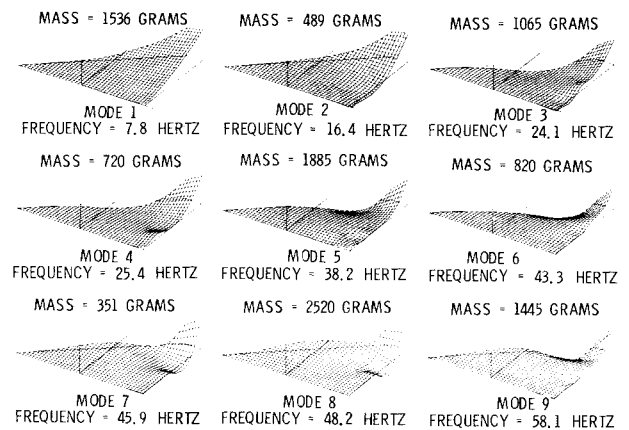 MASS = 1536 GRAMS
MODE 1
FREQUENCY = 7.8 HERTZ
MASS = 489 GRAMS
MODE 2
FREQUENCY = 16.4 HERTZ
MASS = 1065 GRAMS
MODE 3
FREQUENCY = 24.1 HERTZ
MASS = 720 GRAMS
MODE 4
FREQUENCY = 25.4 HERTZ
MASS = 1885 GRAMS
MODE 5
FREQUENCY = 38.2 HERTZ
MASS = 820 GRAMS
MODE 6
FREQUENCY = 43.3 HERTZ
MASS = 351 GRAMS
MODE 7
FREQUENCY = 45.9 HERTZ
MASS = 2520 GRAMS
MODE 8
FREQUENCY = 48.2 HERTZ
MASS = 1445 GRAMS
MODE 9
FREQUENCY = 58.1 HERTZ